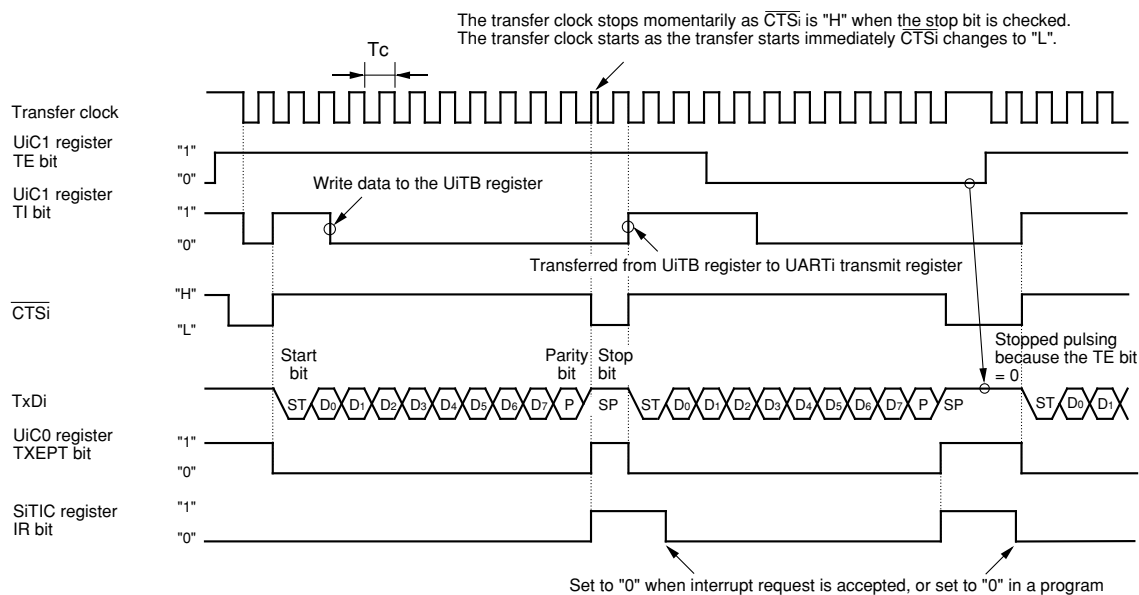 The transfer clock stops momentarily as CTSi is "H" when the stop bit is checked.
The transfer clock starts as the transfer starts immediately CTSi changes to "L".
Tc
Transfer clock
UiC1 register
TE bit
"1"
"0"
Write data to the UiTB register
UiC1 register
TI bit
"1"
"0"
Transferred from UiTB register to UARTi transmit register
CTSi
"H"
"L"
Start
bit
Parity
bit
Stop
bit
Stopped pulsing
because the TE bit
= 0
TxDi
ST D0 D1 D2 D3 D4 D5 D6 D7 P SP ST D0 D1 D2 D3 D4 D5 D6 D7 P SP ST D0 D1
UiC0 register
TXEPT bit
"1"
"0"
SiTIC register
IR bit
"1"
"0"
Set to "0" when interrupt request is accepted, or set to "0" in a program